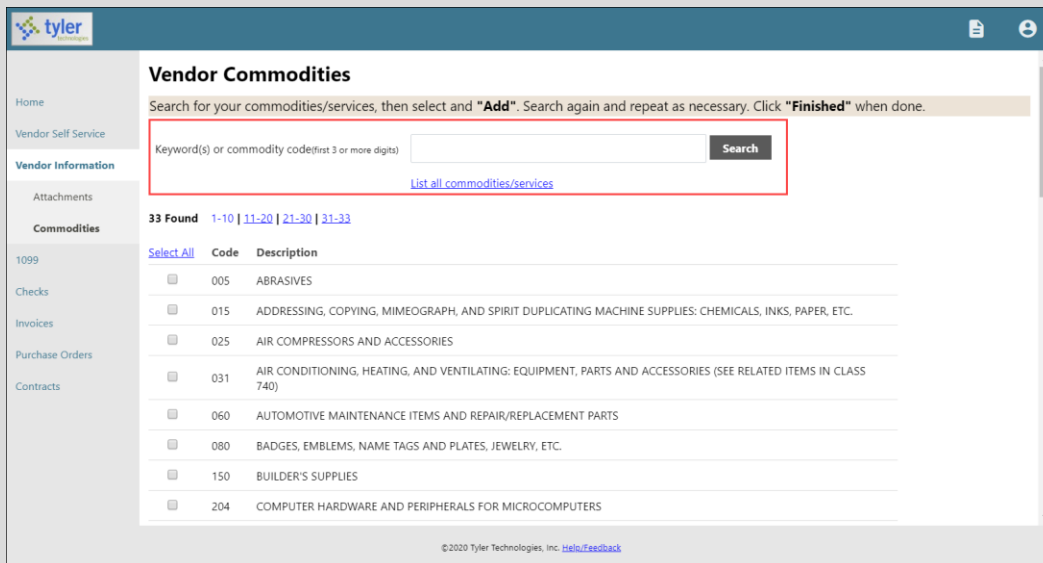 tyler
technologies
Vendor Commodities
Search for your commodities/services, then select and "Add". Search again and repeat as necessary. Click "Finished" when done.
Home
Vendor Self Service
Vendor Information
Attachments
Commodities
1099
Checks
Invoices
Purchase Orders
Contracts
Keyword(s) or commodity code(first 3 or more digits)
Search
List all commodities/services
33 Found 1-10 | 11-20 | 21-30 | 31-33
Select All Code Description
005 ABRASIVES
015 ADDRESSING, COPYING, MIMEOGRAPH, AND SPIRIT DUPLICATING MACHINE SUPPLIES: CHEMICALS, INKS, PAPER, ETC.
025 AIR COMPRESSORS AND ACCESSORIES
031 AIR CONDITIONING, HEATING, AND VENTILATING: EQUIPMENT, PARTS AND ACCESSORIES (SEE RELATED ITEMS IN CLASS
740)
060 AUTOMOTIVE MAINTENANCE ITEMS AND REPAIR/REPLACEMENT PARTS
080 BADGES, EMBLEMS, NAME TAGS AND PLATES, JEWELRY, ETC.
150 BUILDER'S SUPPLIES
204 COMPUTER HARDWARE AND PERIPHERALS FOR MICROCOMPUTERS
©2020 Tyler Technologies, Inc. Help/Feedback